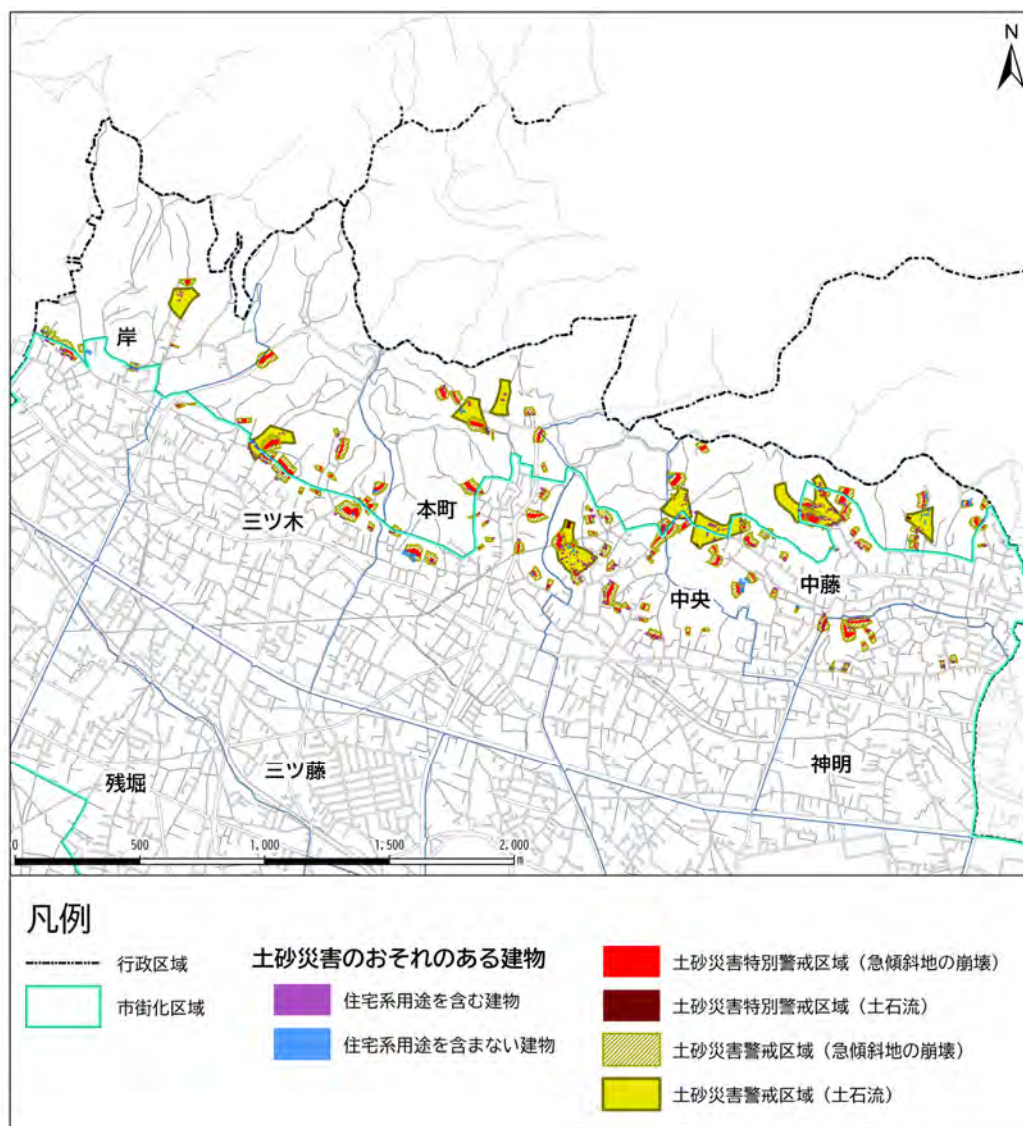 N
岸
三ツ木
本町
中央
中藤
残堀
三ツ藤
神明
0 500 1,000 1,500 2,000
m
凡例
行政区域
市街化区域
土砂災害のおそれのある建物
住宅系用途を含む建物
住宅系用途を含まない建物
土砂災害特別警戒区域（急傾斜地の崩壊）
土砂災害特別警戒区域（土石流）
土砂災害警戒区域（急傾斜地の崩壊）
土砂災害警戒区域（土石流）